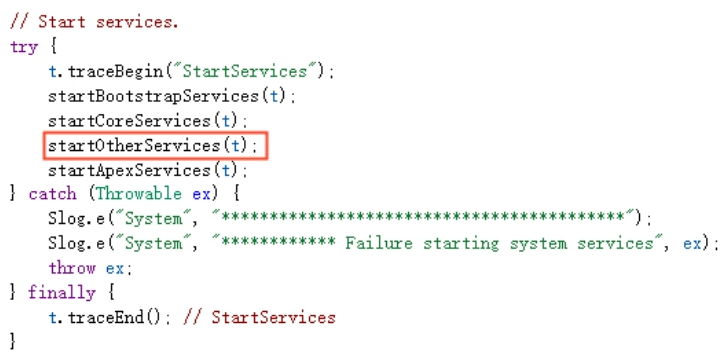 // Start services.
try {
    t.traceBegin("StartServices");
    startBootstrapServices(t);
    startCoreServices(t);
    startOtherServices(t);
    startApexServices(t);
} catch (Throwable ex) {
    Slog.e("System", "******************************************");
    Slog.e("System", "************ Failure starting system services", ex);
    throw ex;
} finally {
    t.traceEnd(); // StartServices
}